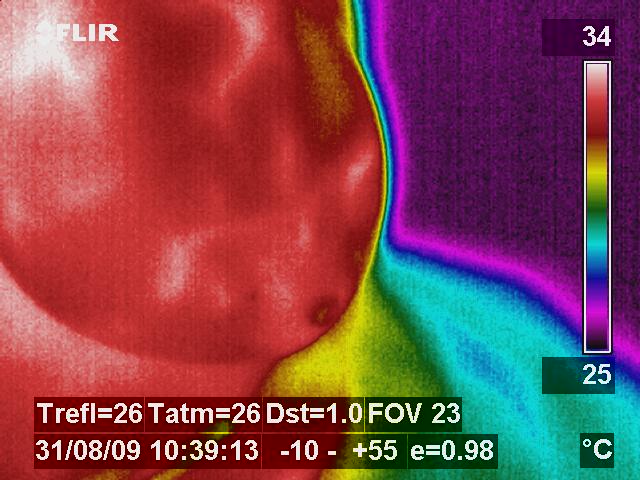 FLIR
34
25
Trefl=26 Tatm=26 Dst=1.0 FOV 23
31/08/09 10:39:13 -10 - +55 e=0.98 °C